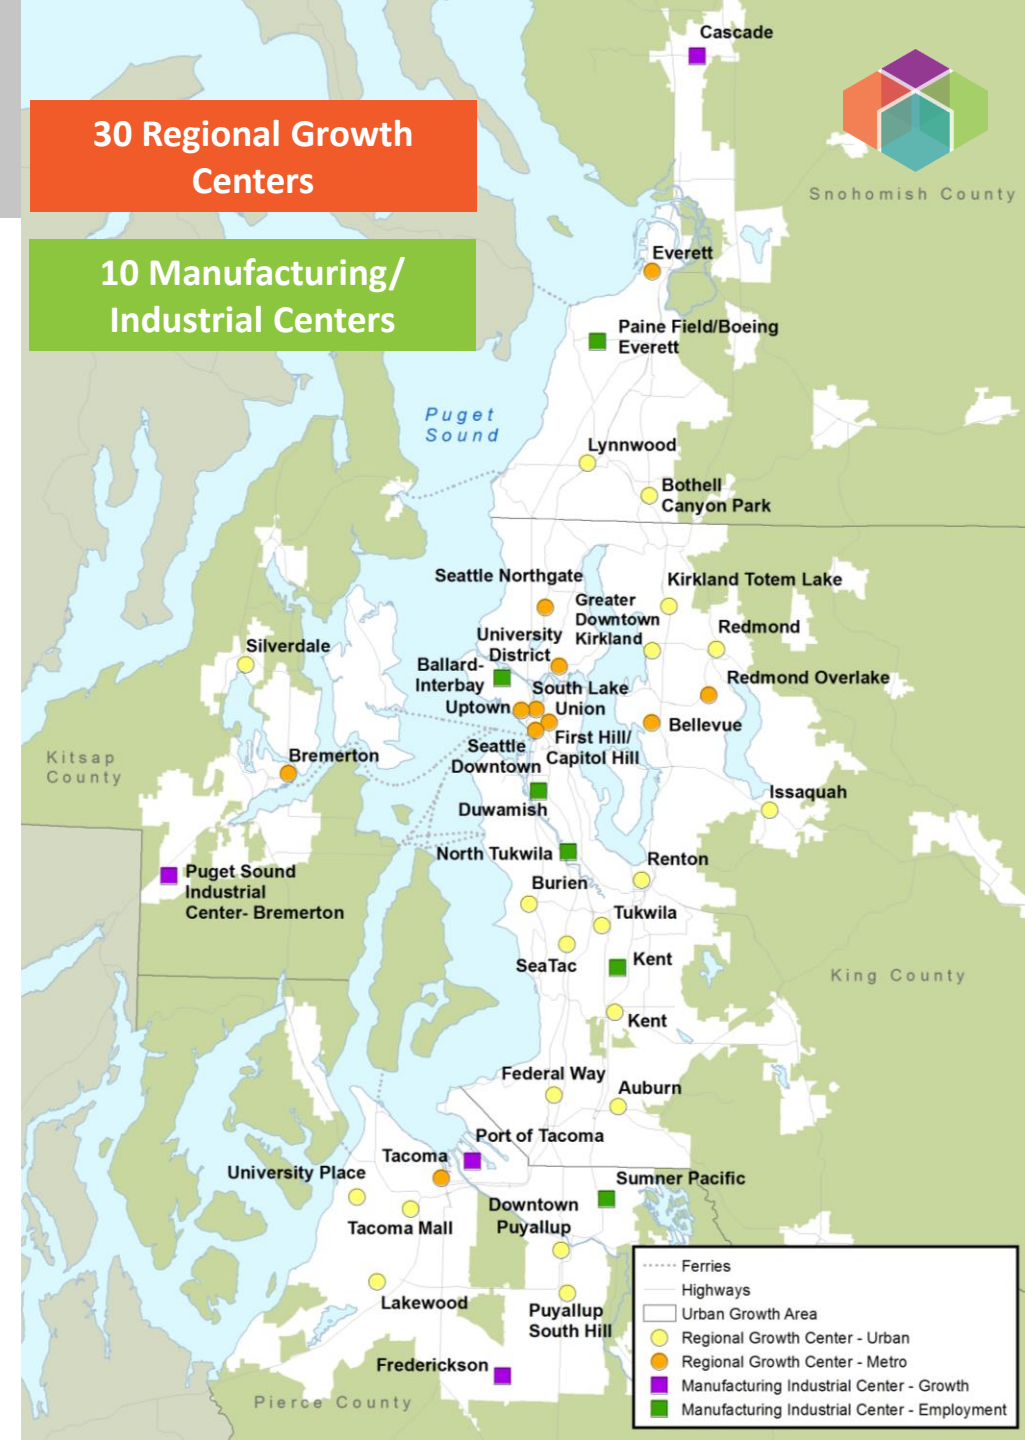 30 Regional Growth
Centers
10 Manufacturing/
Industrial Centers
Cascade
Snohomish County
Everett
Paine Field/Boeing
Everett
Puget
Sound
Lynnwood
Bothell
Canyon Park
Seattle Northgate
Kirkland Totem Lake
Greater
Downtown
Kirkland
Redmond
University
District
Silverdale
Ballard-
Interbay
Redmond Overlake
South Lake
Union
Uptown
Bellevue
First Hill/
Capitol Hill
Seattle
Downtown
Kitsap
County
Bremerton
Issaquah
Duwamish
North Tukwila
Renton
Puget Sound
Industrial
Center- Bremerton
Burien
Tukwila
SeaTac
Kent
King County
Kent
Federal Way
Auburn
Port of Tacoma
Tacoma
University Place
Sumner Pacific
Downtown
Puyallup
Tacoma Mall
Lakewood
Puyallup
South Hill
Frederickson
Pierce County
Ferries
Highways
Urban Growth Area
Regional Growth Center - Urban
Regional Growth Center - Metro
Manufacturing Industrial Center - Growth
Manufacturing Industrial Center - Employment